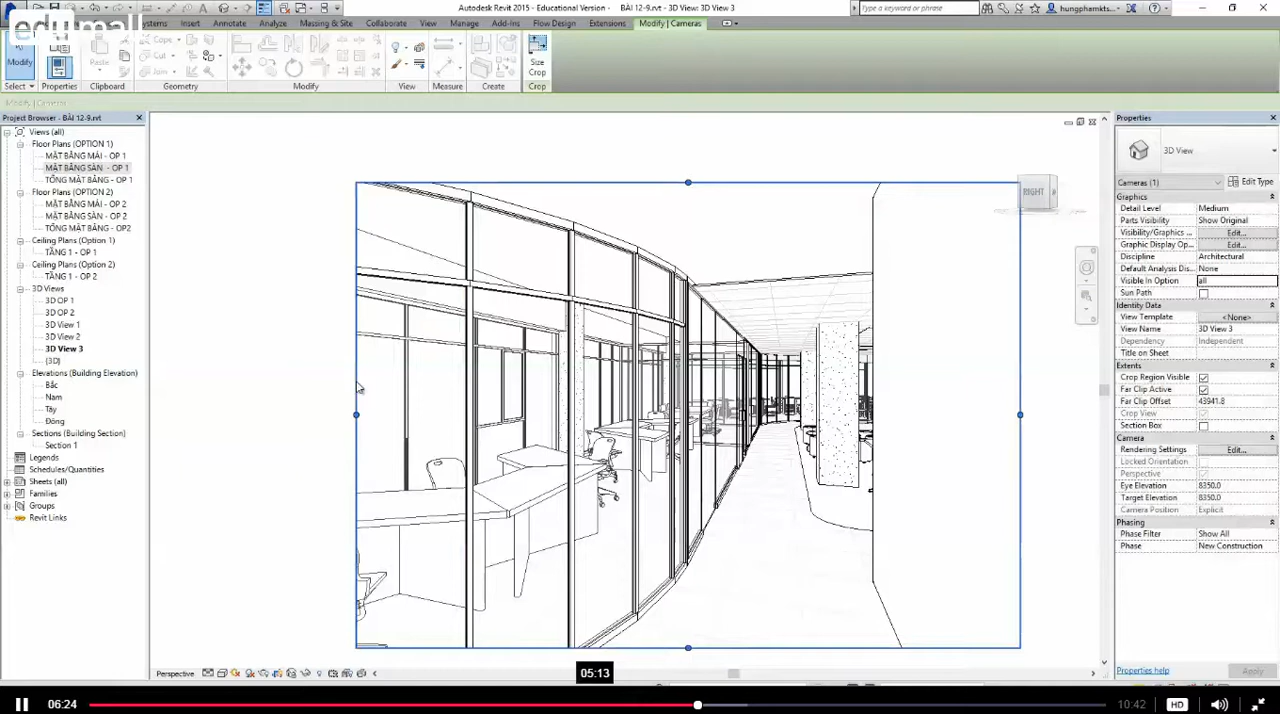 edumall
Autodesk Revit 2015 - Educational Version - BÀI 12-9.rvt - 3D View: 3D View 3
Type a keyword or phrase
hungphamkts...
Insert Annotate Analyze Massing & Site Collaborate View Manage Add-Ins Flow Design Extensions Modify | Cameras
Modify
Paste
Cope
Cut
Join
Size
Crop
Select Properties Clipboard Geometry Modify View Measure Create Crop
Modify | Cameras
Project Browser - BÀI 12-9.rvt
Views (all)
Floor Plans (OPTION 1)
MẶT BẰNG MÁI - OP 1
MẶT BẰNG SÀN - OP 1
TỔNG MẶT BẰNG - OP 1
Floor Plans (OPTION 2)
MẶT BẰNG MÁI - OP 2
MẶT BẰNG SÀN - OP 2
TỔNG MẶT BẰNG - OP2
Ceiling Plans (Option 1)
TẦNG 1 - OP 1
Ceiling Plans (Option 2)
TẦNG 1 - OP 2
3D Views
3D OP 1
3D OP 2
3D View 1
3D View 2
3D View 3
{3D}
Elevations (Building Elevation)
Bắc
Nam
Tây
Đông
Sections (Building Section)
Section 1
Legends
Schedules/Quantities
Sheets (all)
Families
Groups
Revit Links
RIGHT
Perspective
Properties
3D View
Cameras (1)
Edit Type
Graphics
Detail Level Medium
Parts Visibility Show Original
Visibility/Graphics ... Edit...
Graphic Display Op... Edit...
Discipline Architectural
Default Analysis Dis... None
Visible In Option all
Sun Path
Identity Data
View Template <None>
View Name 3D View 3
Dependency Independent
Title on Sheet
Extents
Crop Region Visible
Far Clip Active
Far Clip Offset 43941.8
Crop View
Section Box
Camera
Rendering Settings Edit...
Locked Orientation
Perspective
Eye Elevation 8350.0
Target Elevation 8350.0
Camera Position Explicit
Phasing
Phase Filter Show All
Phase New Construction
Properties help
Apply
05:13
06:24
10:42
HD